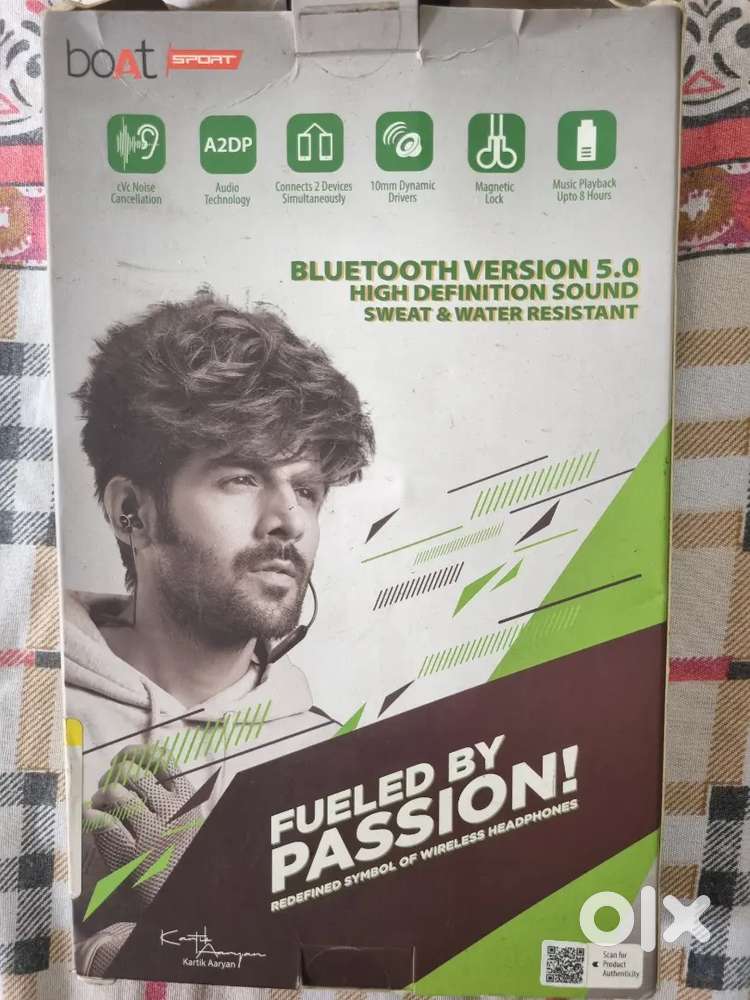 boAt SPORT
cVc Noise
Cancellation
A2DP
Audio
Technology
Connects 2 Devices
Simultaneously
10mm Dynamic
Drivers
Magnetic
Lock
Music Playback
Upto 8 Hours
BLUETOOTH VERSION 5.0
HIGH DEFINITION SOUND
SWEAT & WATER RESISTANT
FUELED BY
PASSION!
REDEFINED SYMBOL OF WIRELESS HEADPHONES
Kartik
Aaryan
Kartik Aaryan
olx
Scan for
Product
Authenticity